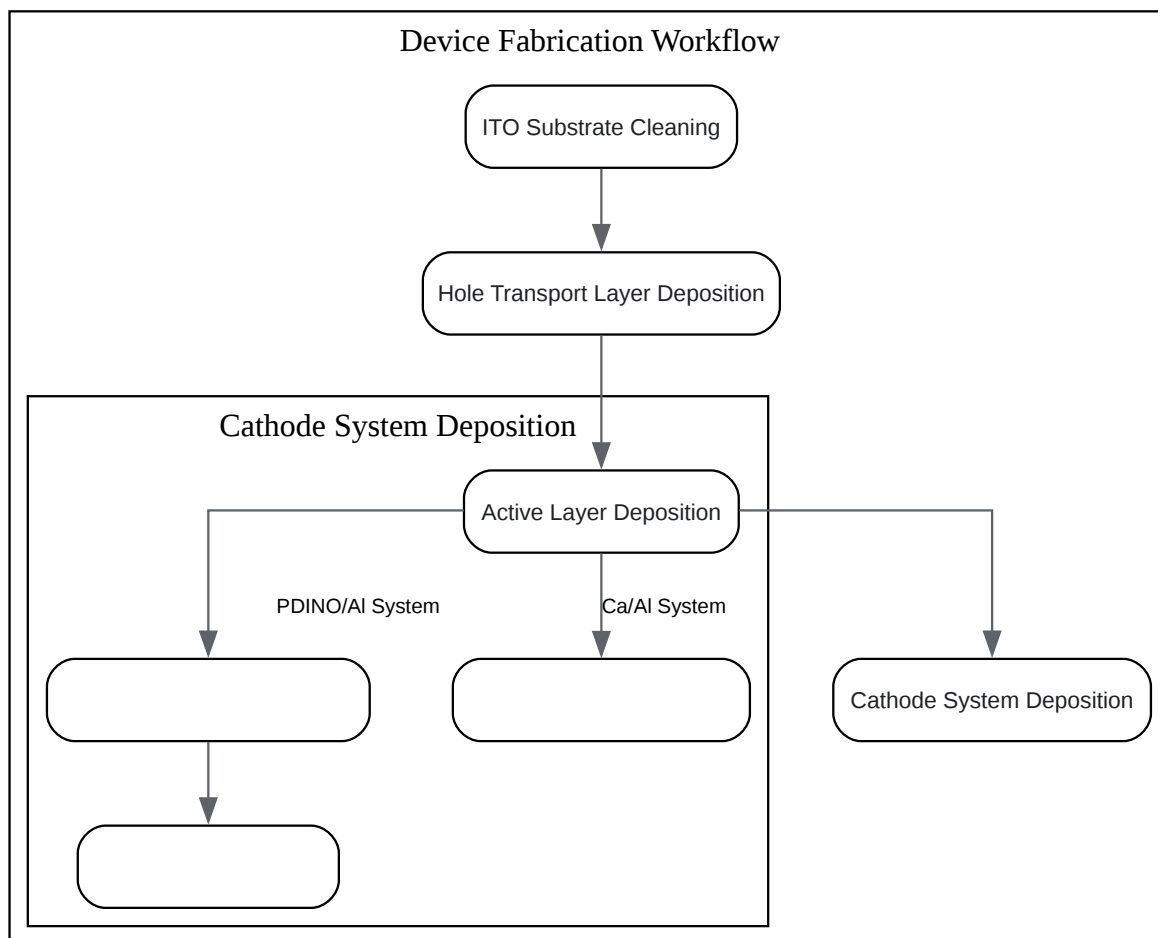 Device Fabrication Workflow
ITO Substrate Cleaning
Hole Transport Layer Deposition
Cathode System Deposition
Active Layer Deposition
PDINO/Al System
Ca/Al System
Cathode System Deposition